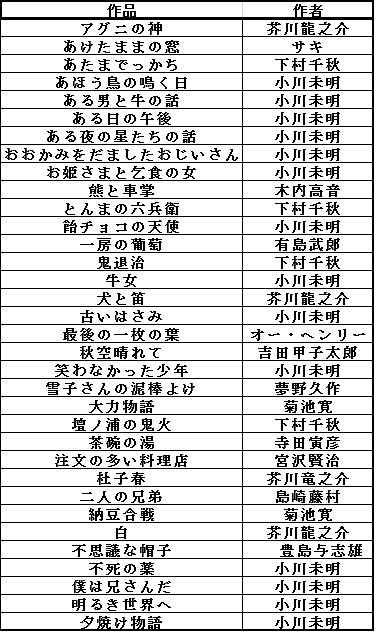 作品 作者
アグニの神 芥川龍之介
あけたままの窓 サキ
あたまでっかち 下村千秋
あほう鳥の鳴く日 小川未明
ある男と牛の話 小川未明
ある日の午後 小川未明
ある夜の星たちの話 小川未明
おおかみをだましたおじいさん 小川未明
お姫さまと乞食の女 小川未明
熊と車掌 木内高音
とんまの六兵衛 下村千秋
飴チョコの天使 小川未明
一房の葡萄 有島武郎
鬼退治 下村千秋
牛女 小川未明
犬と笛 芥川龍之介
古いはさみ 小川未明
最後の一枚の葉 オー・ヘンリー
秋空晴れて 吉田甲子太郎
笑わなかった少年 小川未明
雪子さんの泥棒よけ 夢野久作
大力物語 菊池寛
壇ノ浦の鬼火 下村千秋
茶碗の湯 寺田寅彦
注文の多い料理店 宮沢賢治
杜子春 芥川竜之介
二人の兄弟 島崎藤村
納豆合戦 菊池寛
白 芥川龍之介
不思議な帽子 豊島与志雄
不死の薬 小川未明
僕は兄さんだ 小川未明
明るき世界へ 小川未明
夕焼け物語 小川未明